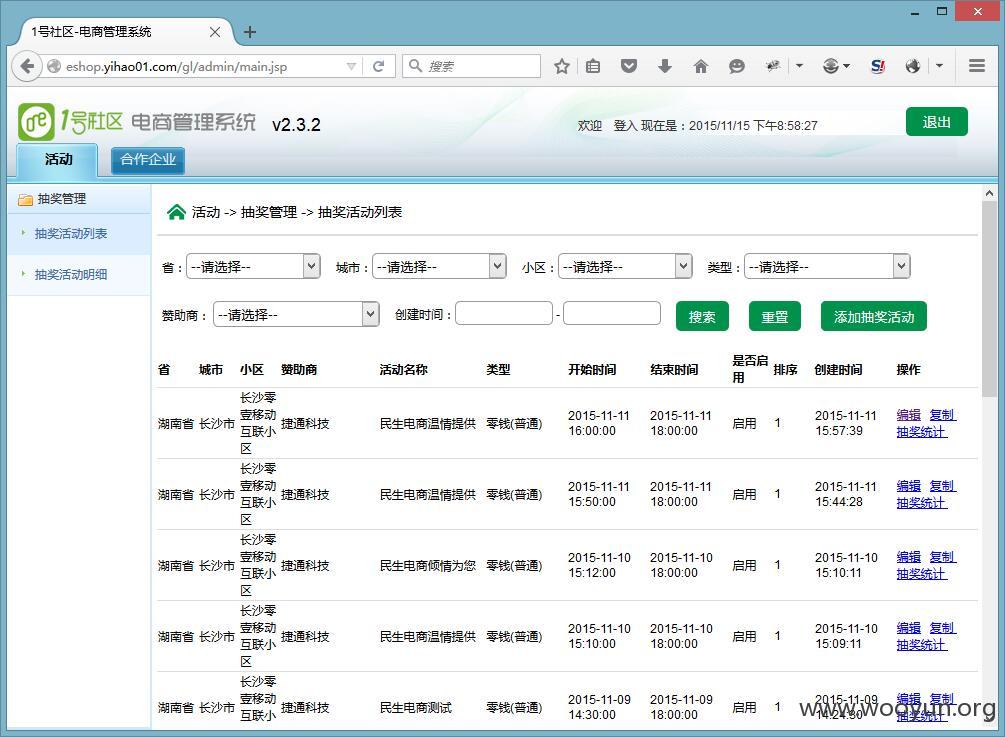 1号社区-电商管理系统
eshop.yihao01.com/gl/admin/main.jsp
搜索
1号社区 电商管理系统 v2.3.2
欢迎 登入 现在是：2015/11/15 下午8:58:27
退出
活动
合作企业
抽奖管理
抽奖活动列表
抽奖活动明细
活动 -> 抽奖管理 -> 抽奖活动列表
省： --请选择-- 城市： --请选择-- 小区： --请选择-- 类型： --请选择--
赞助商： --请选择-- 创建时间： - 搜索 重置 添加抽奖活动
省 城市 小区 赞助商 活动名称 类型 开始时间 结束时间 是否启用 排序 创建时间 操作
湖南省 长沙市 长沙零壹移动互联小区 捷通科技 民生电商温情提供 零钱(普通) 2015-11-11 16:00:00 2015-11-11 18:00:00 启用 1 2015-11-11 15:57:39 编辑 复制 抽奖统计
湖南省 长沙市 长沙零壹移动互联小区 捷通科技 民生电商温情提供 零钱(普通) 2015-11-11 15:50:00 2015-11-11 18:00:00 启用 1 2015-11-11 15:44:28 编辑 复制 抽奖统计
湖南省 长沙市 长沙零壹移动互联小区 捷通科技 民生电商倾情为您 零钱(普通) 2015-11-10 15:12:00 2015-11-10 18:00:00 启用 1 2015-11-10 15:10:11 编辑 复制 抽奖统计
湖南省 长沙市 长沙零壹移动互联小区 捷通科技 民生电商温情提供 零钱(普通) 2015-11-10 15:10:00 2015-11-10 18:00:00 启用 1 2015-11-10 15:09:11 编辑 复制 抽奖统计
湖南省 长沙市 长沙零壹移动互联小 捷通科技 民生电商测试 零钱(普通) 2015-11-09 14:30:00 2015-11-09 18:00:00 启用 1 2015-11-09 14:24:30 编辑 复制 抽奖统计
www.wooyun.org